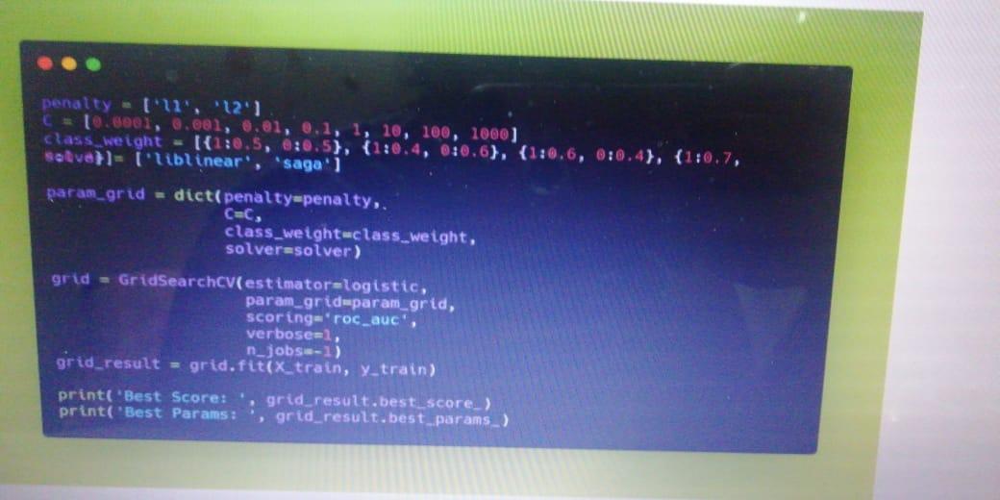 penalty = ['l1', 'l2']
C = [0.0001, 0.001, 0.01, 0.1, 1, 10, 100, 1000]
class_weight = [{1:0.5, 0:0.5}, {1:0.4, 0:0.6}, {1:0.6, 0:0.4}, {1:0.7,
= ['liblinear', 'saga']
param_grid = dict(penalty=penalty,
C=C,
class_weight=class_weight,
solver=solver)
grid = GridSearchCV(estimator=logistic,
param_grid=param_grid,
scoring='roc_auc',
verbose=1,
n_jobs=-1)
grid_result = grid.fit(X_train, y_train)
print('Best Score: ', grid_result.best_score_)
print('Best Params: ', grid_result.best_params_)